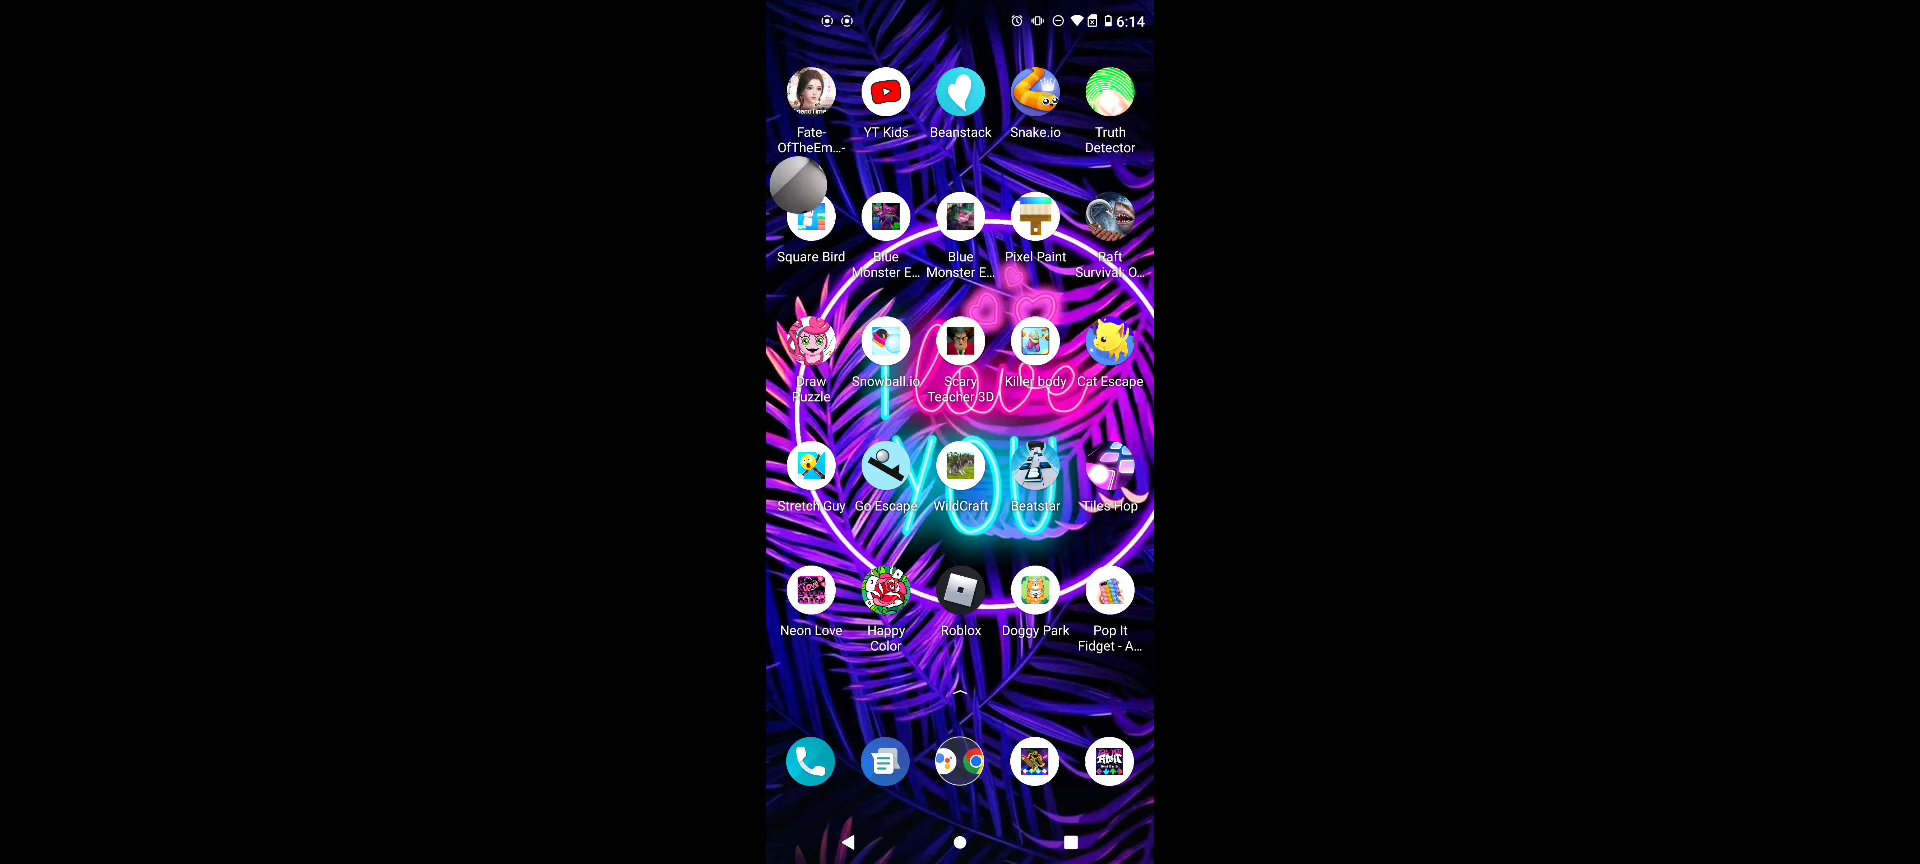 6:14
Fate-
OfTheEm...-
YT Kids
Beanstack
Snake.io
Truth
Detector
Square Bird
Blue
Monster E...
Blue
Monster E...
Pixel Paint
Raft
Survival: O...
Draw
Puzzle
Snowball.io
Scary
Teacher 3D
Killer body
Cat Escape
I love
YOU
Stretch Guy
Go Escape
WildCraft
Beatstar
Tiles Hop
Neon Love
Happy
Color
Roblox
Doggy Park
Pop It
Fidget - A...